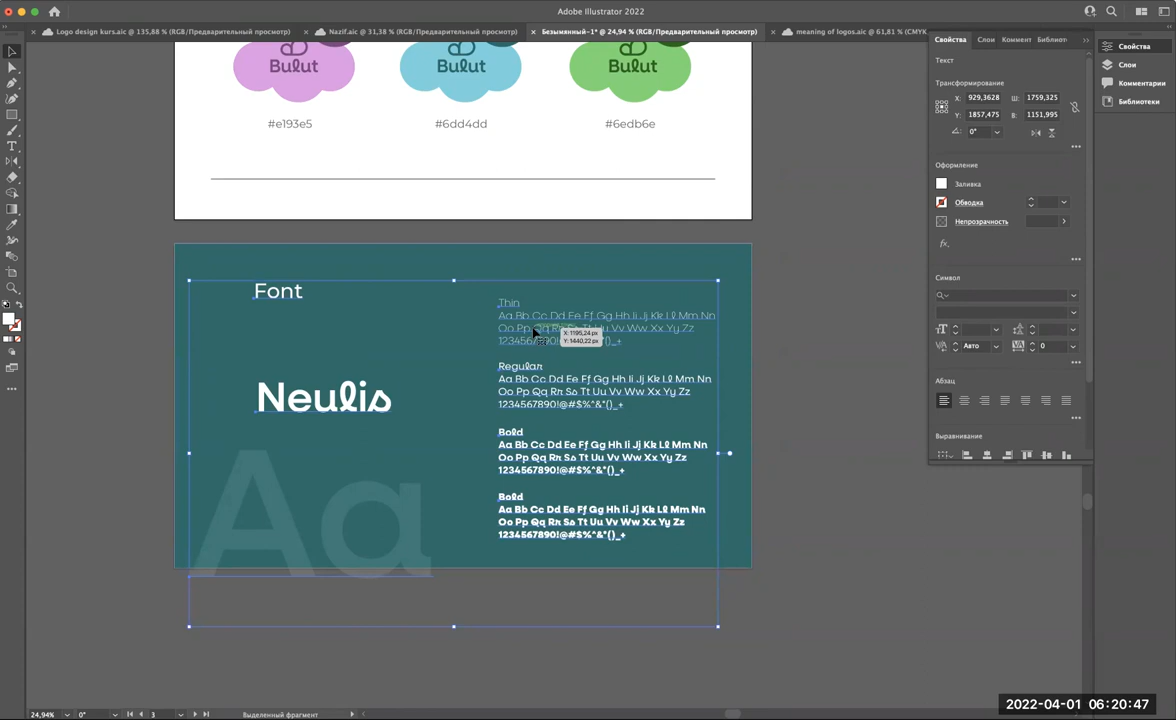 Adobe Illustrator 2022
Logo design kurs.aic @ 135,88 % (RGB/Предварительный просмотр)
Nazif.aic @ 31,38 % (RGB/Предварительный просмотр)
Безымянный-1* @ 24,94 % (RGB/Предварительный просмотр)
meaning of logos.aic @ 61,81 % (CMYK
Свойства
Слои
Коммент
Библиот
Свойства
Слои
Комментарии
Библиотеки
Текст
Трансформирование
X: 929,3628
Ш: 1759,325
Y: 1857,475
В: 1151,995
0°
Оформление
Заливка
Обводка
Непрозрачность
fx.
Символ
Авто
0
Абзац
Выравнивание
Bulut
Bulut
Bulut
#e193e5
#6dd4dd
#6edb6e
Font
Neulis
Aa
Thin
Aa Bb Cc Dd Ee Ff Gg Hh Ii Jj Kk Ll Mm Nn
Oo Pp Qq Rr Ss Tt Uu Vv Ww Xx Yy Zz
X: 1195,24 px
Y: 1440,22 px
Regular
Aa Bb Cc Dd Ee Ff Gg Hh Ii Jj Kk Ll Mm Nn
Oo Pp Qq Rr Ss Tt Uu Vv Ww Xx Yy Zz
1234567890!@#$%^&*()_+
Bold
Aa Bb Cc Dd Ee Ff Gg Hh Ii Jj Kk Ll Mm Nn
Oo Pp Qq Rr Ss Tt Uu Vv Ww Xx Yy Zz
1234567890!@#$%^&*()_+
Bold
Aa Bb Cc Dd Ee Ff Gg Hh Ii Jj Kk Ll Mm Nn
Oo Pp Qq Rr Ss Tt Uu Vv Ww Xx Yy Zz
1234567890!@#$%^&*()_+
24,94%
0°
3
Выделенный фрагмент
2022-04-01 06:20:47